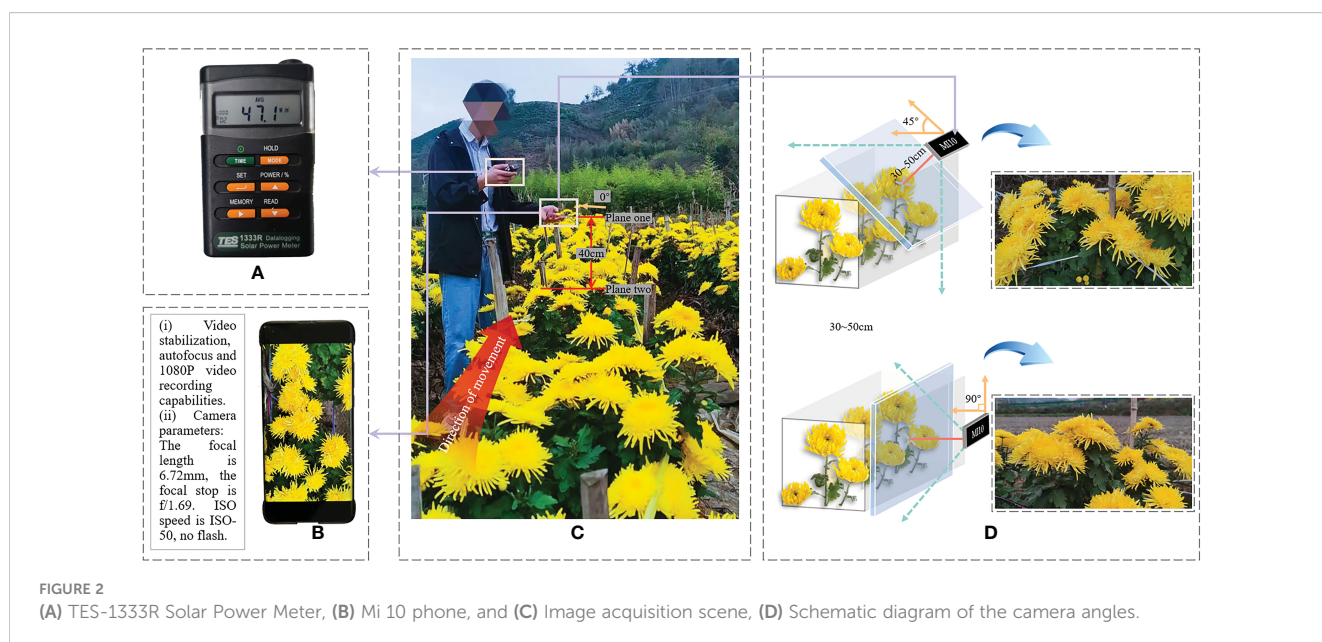 AVG
47.1
HOLD
TIME
MODE
SET
POWER / %
MEMORY
READ
TES 1333R Datalogging
Solar Power Meter
A
(i) Video
stabilization,
autofocus and
1080P video
recording
capabilities.
(ii) Camera
parameters:
The focal
length is
6.72mm, the
focal stop is
f/1.69. ISO
speed is ISO-
50, no flash.
B
0°
Plane one
40cm
Plane two
Direction of movement
C
45°
MI10
30~50cm
30~50cm
90°
MI10
D
FIGURE 2
(A) TES-1333R Solar Power Meter, (B) Mi 10 phone, and (C) Image acquisition scene, (D) Schematic diagram of the camera angles.